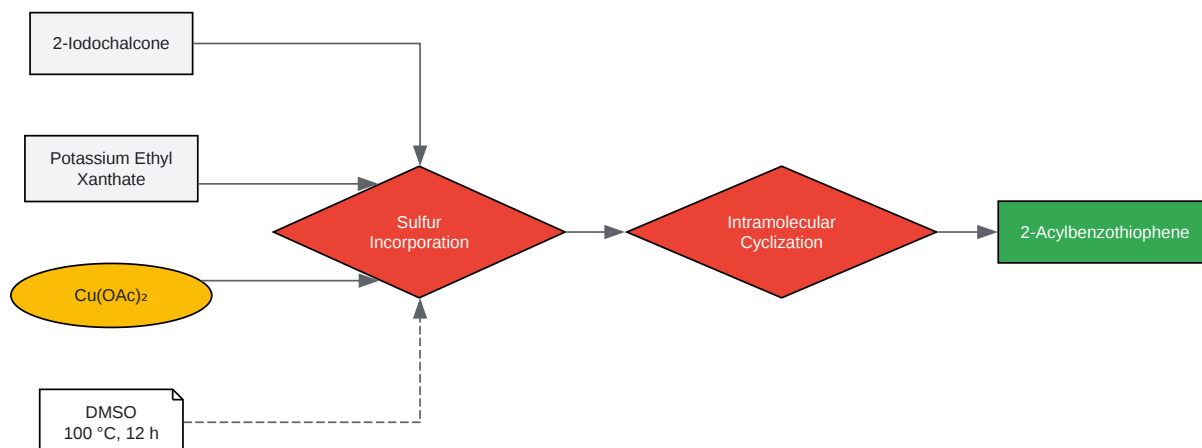 2-Iodochalcone
Potassium Ethyl
Xanthate
Cu(OAc)₂
DMSO
100 °C, 12 h
Sulfur
Incorporation
Intramolecular
Cyclization
2-Acylbenzothiophene